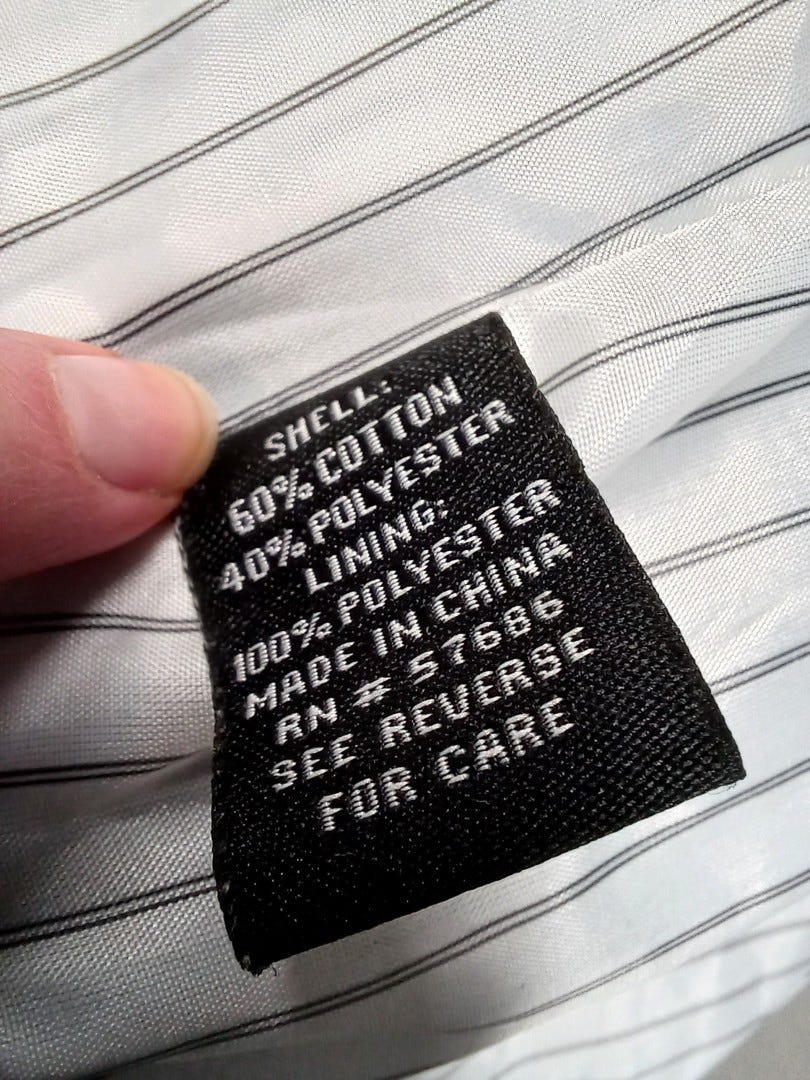 SHELL:
60% COTTON
40% POLYESTER
LINING:
100% POLYESTER
MADE IN CHINA
RN # 57686
SEE REVERSE
FOR CARE